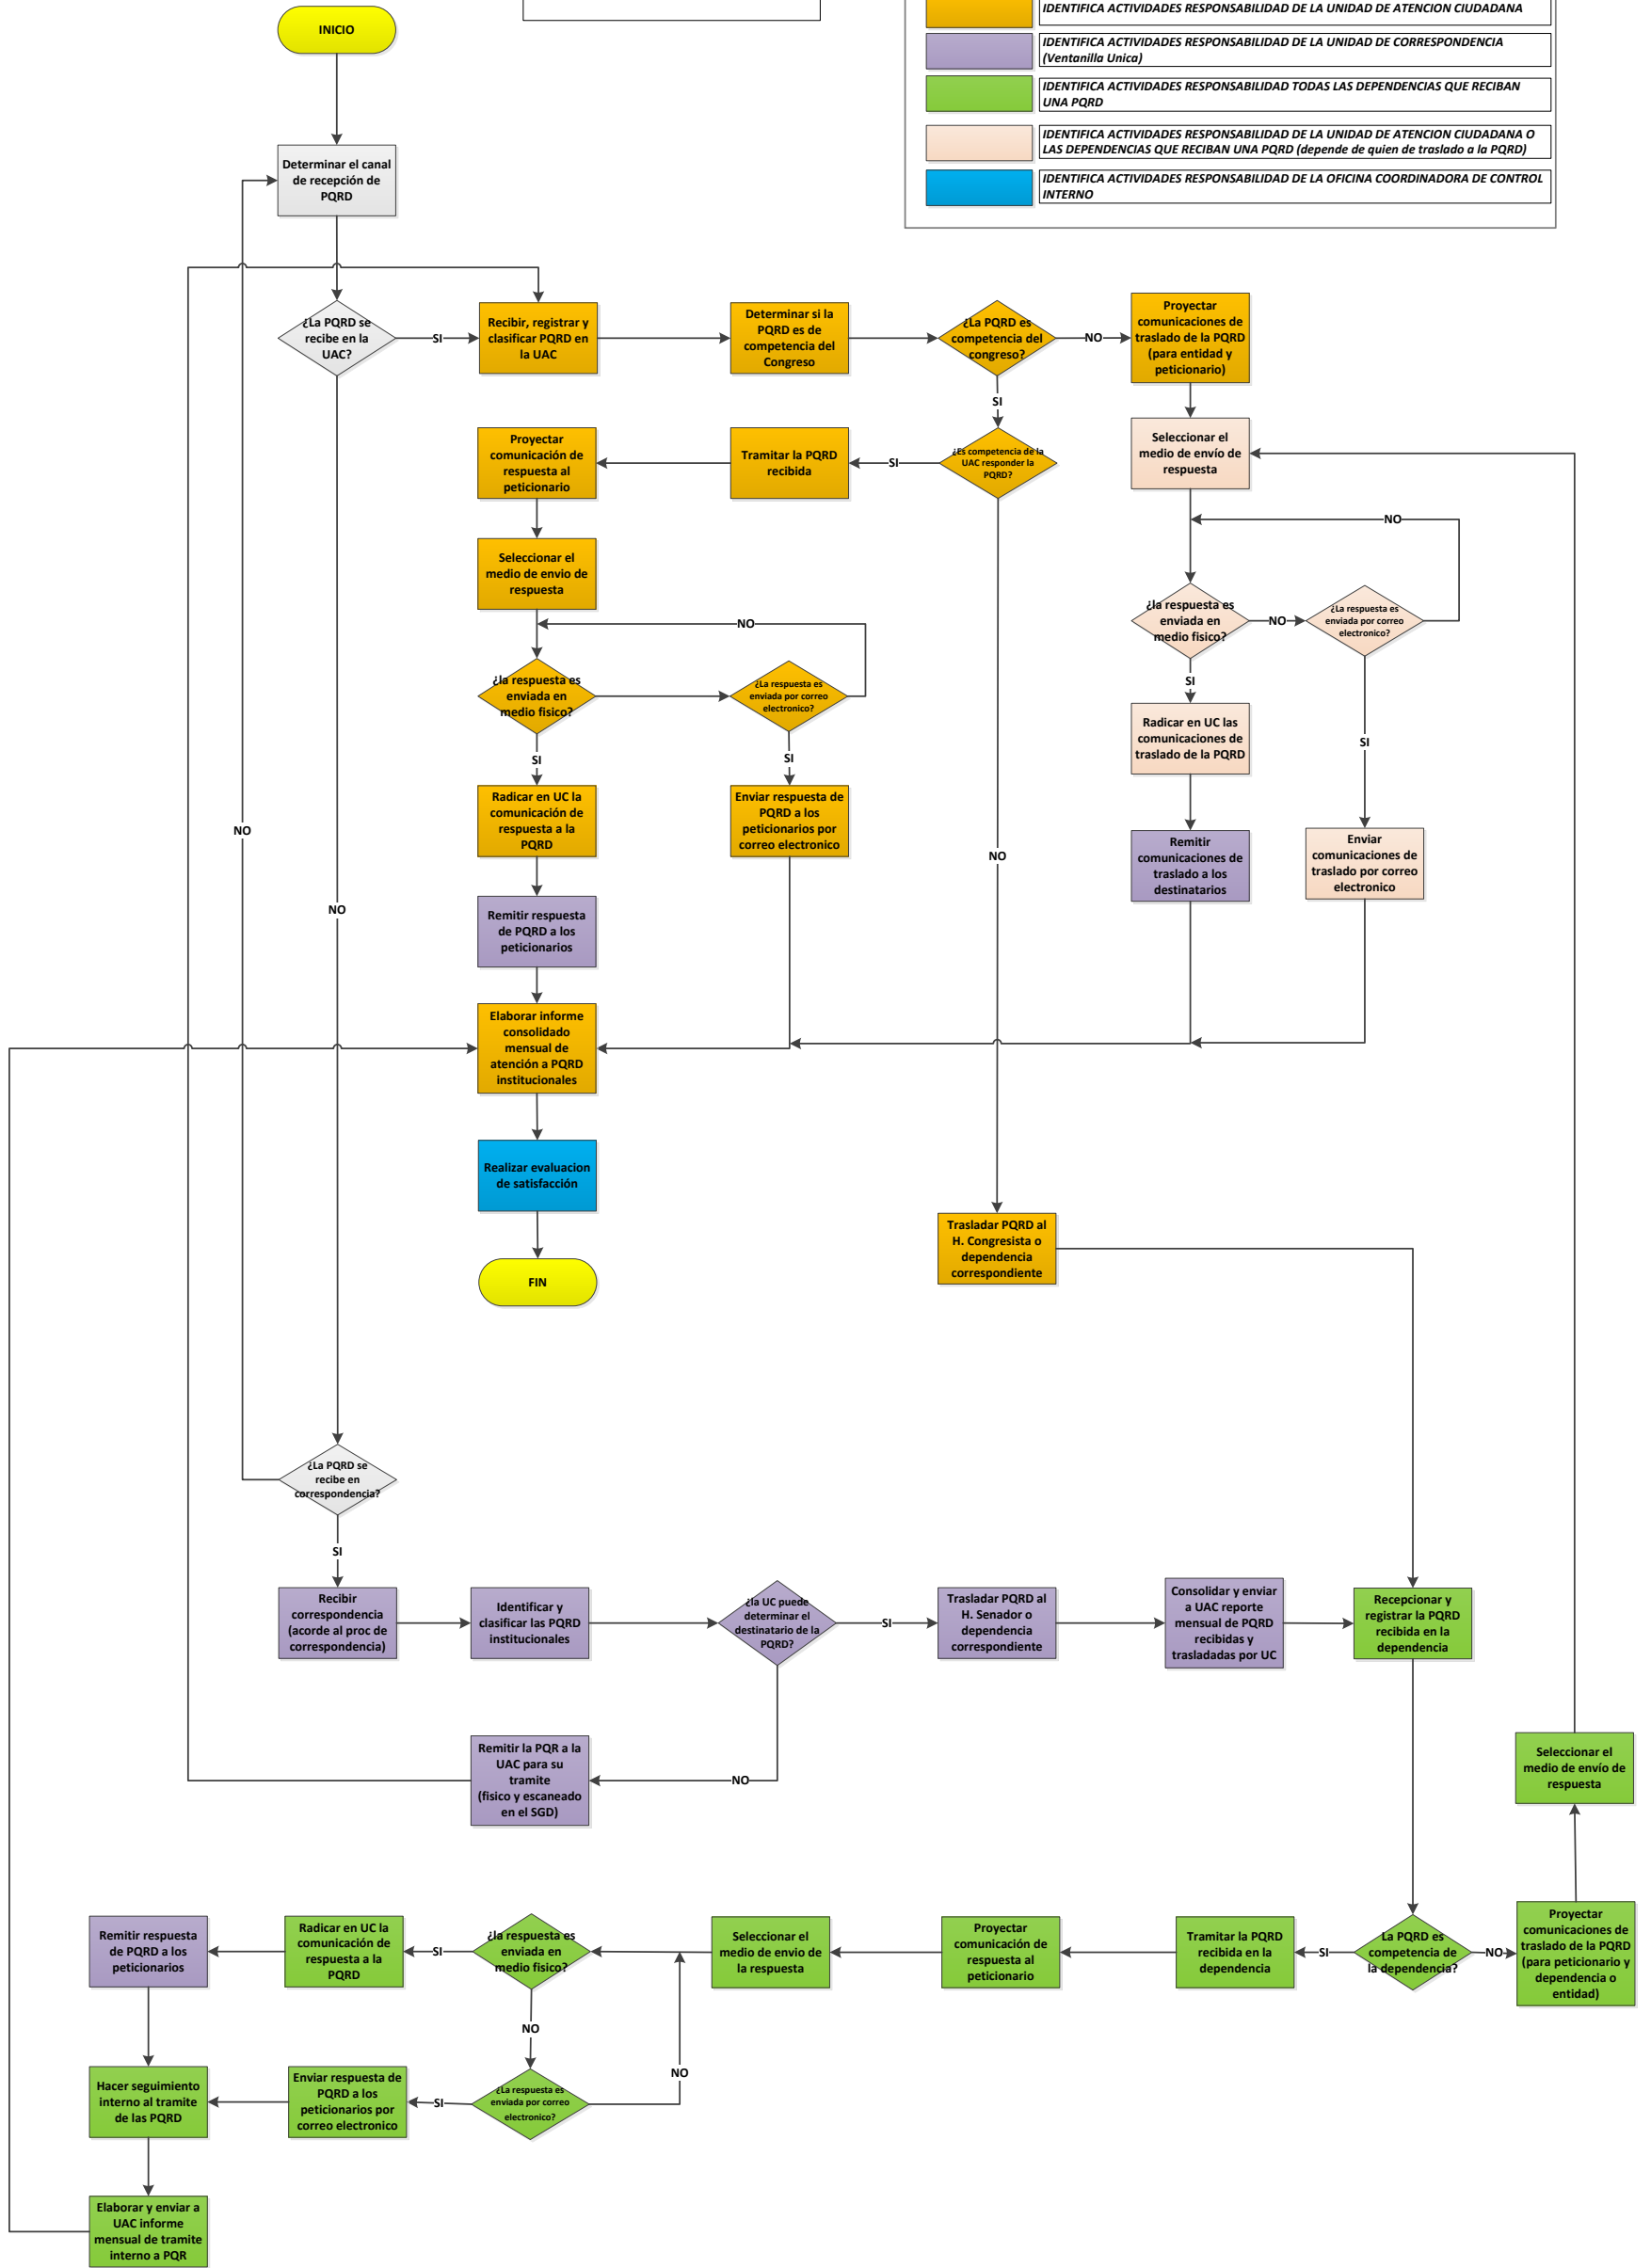 IDENTIFICA ACTIVIDADES RESPONSABILIDAD DE LA UNIDAD DE ATENCION CIUDADANA
INICIO
IDENTIFICA ACTIVIDADES RESPONSABILIDAD DE LA UNIDAD DE CORRESPONDENCIA
(Ventanilla Unica)
IDENTIFICA ACTIVIDADES RESPONSABILIDAD TODAS LAS DEPENDENCIAS QUE RECIBAN
UNA PQRD
IDENTIFICA ACTIVIDADES RESPONSABILIDAD DE LA UNIDAD DE ATENCION CIUDADANA O
LAS DEPENDENCIAS QUE RECIBAN UNA PQRD (depende de quien de traslado a la PQRD)
IDENTIFICA ACTIVIDADES RESPONSABILIDAD DE LA OFICINA COORDINADORA DE CONTROL
INTERNO
Determinar el canal
de recepción de
PQRD
¿La PQRD se
recibe en la
UAC?
SI
Recibir, registrar y
clasificar PQRD en
la UAC
Determinar si la
PQRD es de
competencia del
Congreso
¿La PQRD es
competencia del
congreso?
NO
Proyectar
comunicaciones de
traslado de la PQRD
(para entidad y
peticionario)
SI
Proyectar
comunicación de
respuesta al
peticionario
Tramitar la PQRD
recibida
SI
¿Es competencia de la
UAC responder la
PQRD?
Seleccionar el
medio de envío de
respuesta
NO
Seleccionar el
medio de envio de
respuesta
NO
¿la respuesta es
enviada en
medio fisico?
NO
¿La respuesta es
enviada por correo
electronico?
¿la respuesta es
enviada en
medio fisico?
¿La respuesta es
enviada por correo
electronico?
SI
Radicar en UC las
comunicaciones de
traslado de la PQRD
SI
SI
SI
Radicar en UC la
comunicación de
respuesta a la
PQRD
Enviar respuesta de
PQRD a los
peticionarios por
correo electronico
NO
NO
Remitir
comunicaciones de
traslado a los
destinatarios
Enviar
comunicaciones de
traslado por correo
electronico
NO
Remitir respuesta
de PQRD a los
peticionarios
Elaborar informe
consolidado
mensual de
atención a PQRD
institucionales
Realizar evaluacion
de satisfacción
Trasladar PQRD al
H. Congresista o
dependencia
correspondiente
FIN
¿La PQRD se
recibe en
correspondencia?
SI
Recibir
correspondencia
(acorde al proc de
correspondencia)
Identificar y
clasificar las PQRD
institucionales
¿la UC puede
determinar el
destinatario de la
PQRD?
SI
Trasladar PQRD al
H. Senador o
dependencia
correspondiente
Consolidar y enviar
a UAC reporte
mensual de PQRD
recibidas y
trasladadas por UC
Recepcionar y
registrar la PQRD
recibida en la
dependencia
Remitir la PQR a la
UAC para su
tramite
(fisico y escaneado
en el SGD)
NO
Seleccionar el
medio de envío de
respuesta
Remitir respuesta
de PQRD a los
peticionarios
Radicar en UC la
comunicación de
respuesta a la
PQRD
SI
¿la respuesta es
enviada en
medio fisico?
Seleccionar el
medio de envio de
la respuesta
Proyectar
comunicación de
respuesta al
peticionario
Tramitar la PQRD
recibida en la
dependencia
SI
La PQRD es
competencia de
la dependencia?
NO
Proyectar
comunicaciones de
traslado de la PQRD
(para peticionario y
dependencia o
entidad)
NO
NO
Hacer seguimiento
interno al tramite
de las PQRD
Enviar respuesta de
PQRD a los
peticionarios por
correo electronico
SI
¿La respuesta es
enviada por correo
electronico?
Elaborar y enviar a
UAC informe
mensual de tramite
interno a PQR